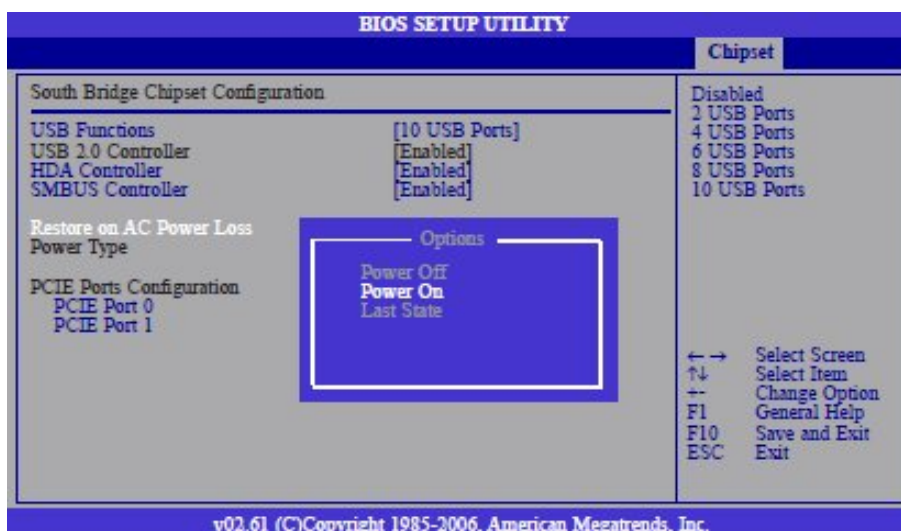 BIOS SETUP UTILITY
Chipset
South Bridge Chipset Configuration
USB Functions [10 USB Ports]
USB 2.0 Controller [Enabled]
HDA Controller [Enabled]
SMBUS Controller [Enabled]
Restore on AC Power Loss
Power Type
PCIE Ports Configuration
PCIE Port 0
PCIE Port 1
Options
Power Off
Power On
Last State
Disabled
2 USB Ports
4 USB Ports
6 USB Ports
8 USB Ports
10 USB Ports
←→ Select Screen
↑↓ Select Item
+- Change Option
F1 General Help
F10 Save and Exit
ESC Exit
v02.61 (C)Copyright 1985-2006, American Megatrends, Inc.